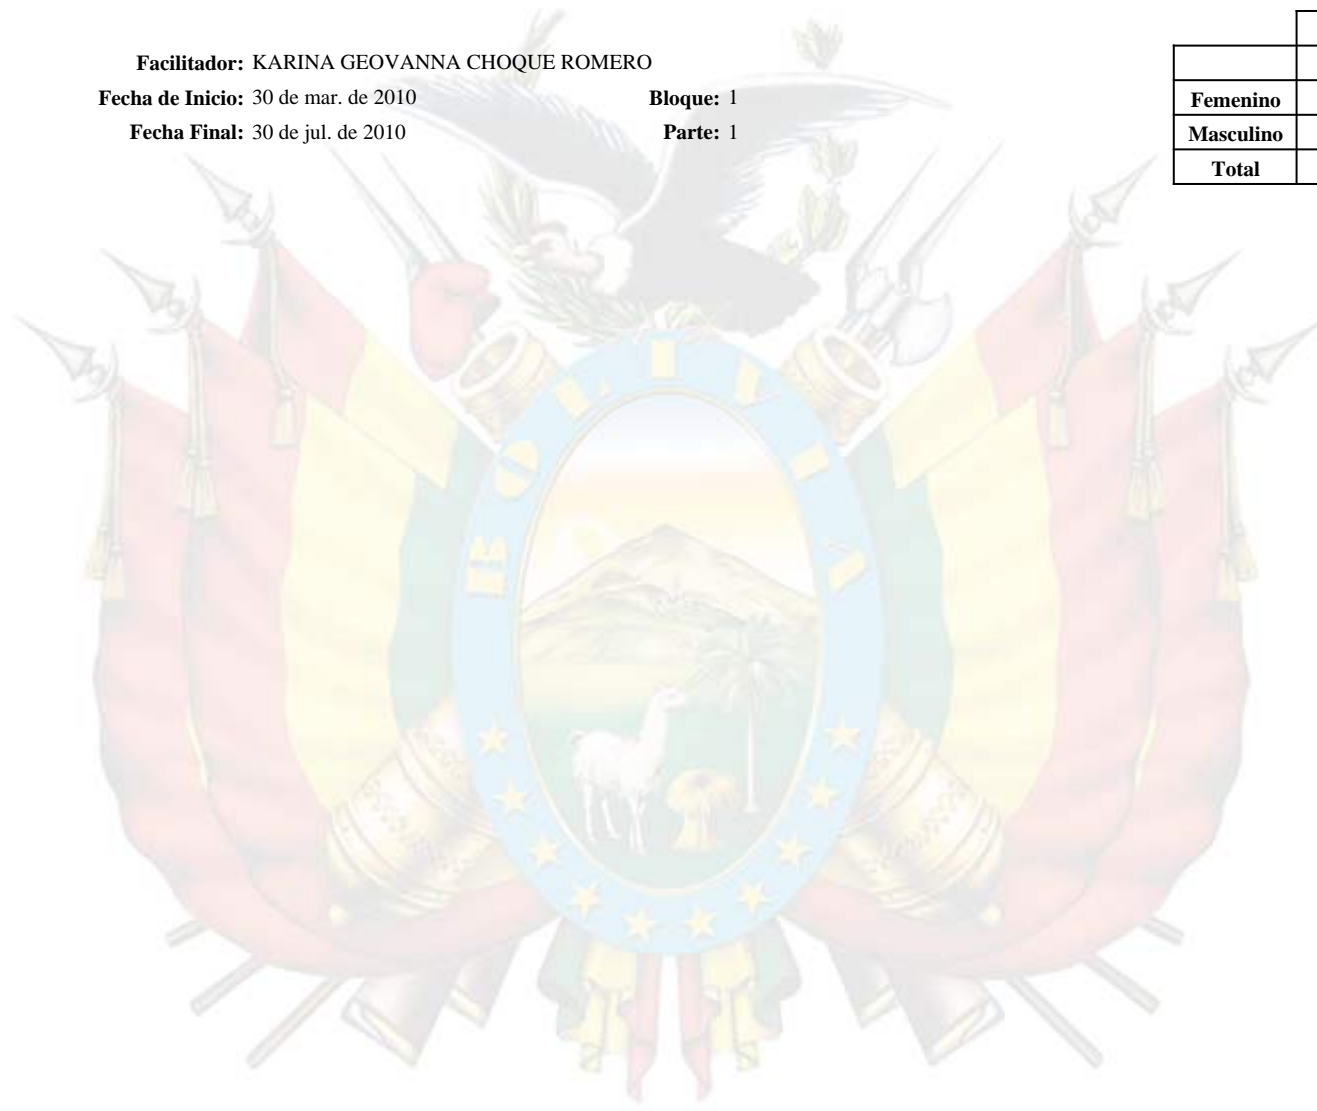 Facilitador: KARINA GEOVANNA CHOQUE ROMERO
Fecha de Inicio: 30 de mar. de 2010 Bloque: 1
Fecha Final: 30 de jul. de 2010 Parte: 1
Femenino
Masculino
Total
BOLIVIA